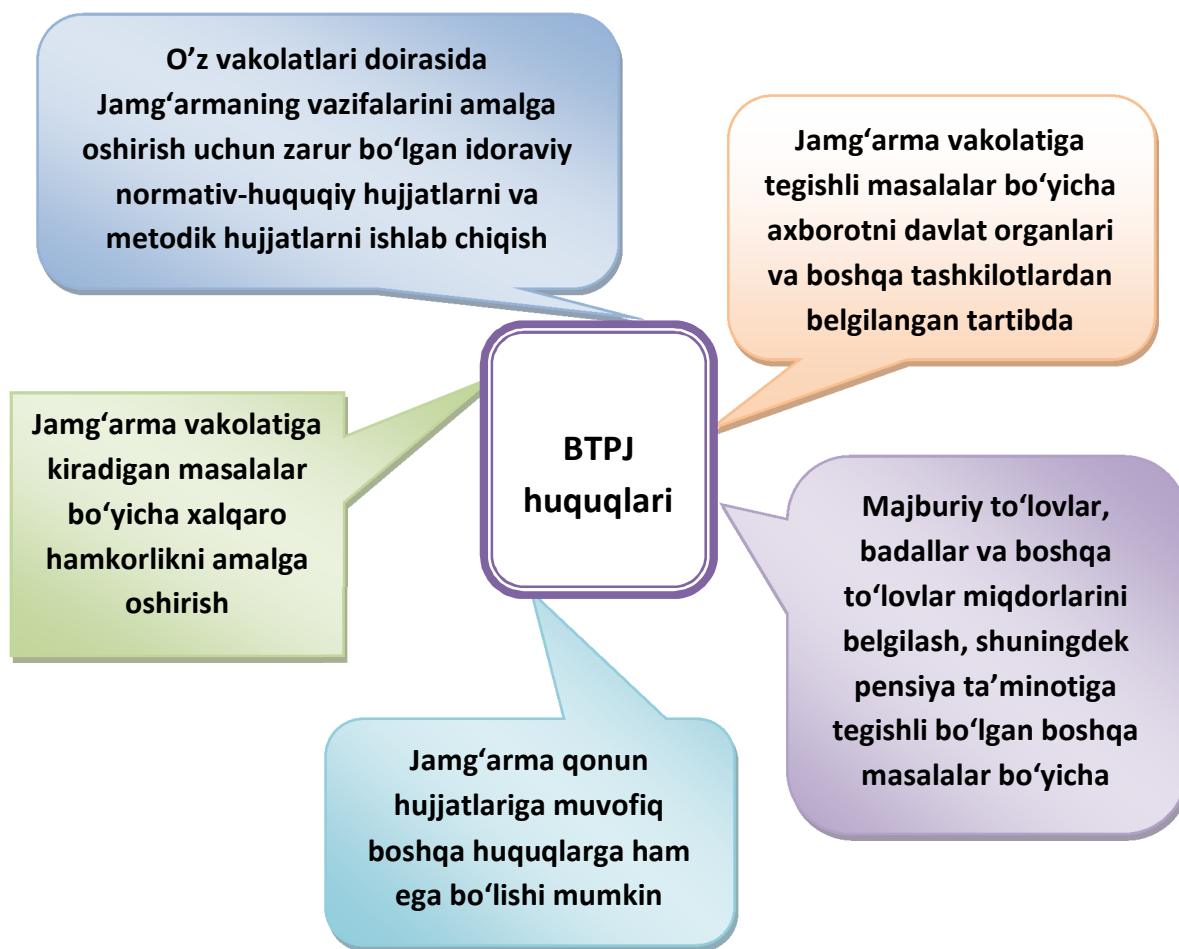 O’z vakolatlari doirasida
Jamg‘armaning vazifalarini amalga
oshirish uchun zarur bo‘lgan idoraviy
normativ-huquqiy hujjatlarni va
metodik hujjatlarni ishlab chiqish
Jamg‘arma vakolatiga
tegishli masalalar bo‘yicha
axborotni davlat organlari
va boshqa tashkilotlardan
belgilangan tartibda
BTPJ
huquqlari
Jamg‘arma vakolatiga
kiradigan masalalar
bo‘yicha xalqaro
hamkorlikni amalga
oshirish
Majburiy to‘lovlar,
badallar va boshqa
to‘lovlar miqdorlarini
belgilash, shuningdek
pensiya ta’minotiga
tegishli bo‘lgan boshqa
masalalar bo‘yicha
Jamg‘arma qonun
hujjatlariga muvofiq
boshqa huquqlarga ham
ega bo‘lishi mumkin